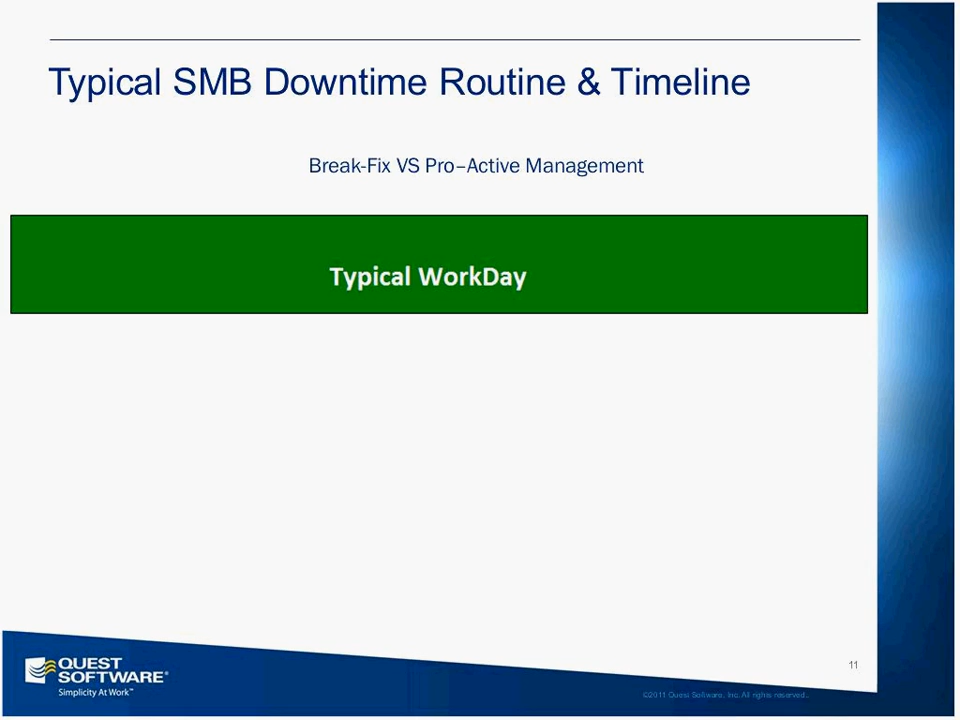 Typical SMB Downtime Routine & Timeline
Break-Fix VS Pro–Active Management
Typical WorkDay
QUEST
SOFTWARE®
Simplicity At Work™
11
©2011 Quest Software, Inc. All rights reserved..